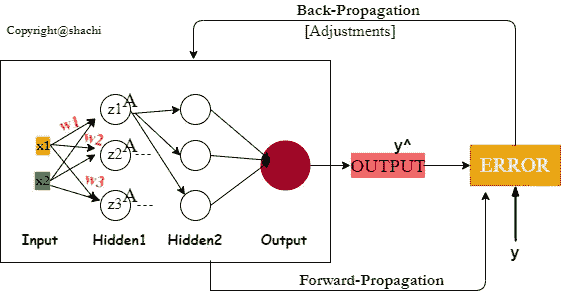 Back-Propagation
[Adjustments]
Copyright@shachi
x1
x2
w1
w2
w3
z1 A
z2 A ---
z3 A ---
Input
Hidden1
Hidden2
Output
y^
OUTPUT
ERROR
y
Forward-Propagation